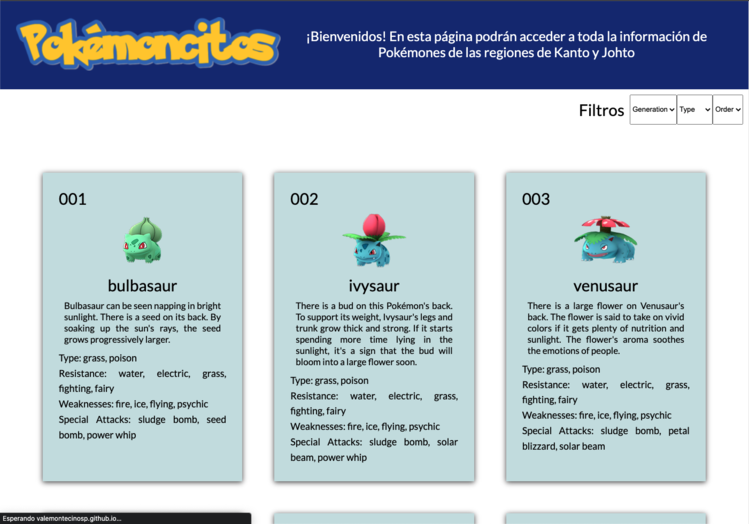 Pokémoncitos
¡Bienvenidos! En esta página podrán acceder a toda la información de
Pokémones de las regiones de Kanto y Johto
Filtros
Generation
Type
Order
001
bulbasaur
Bulbasaur can be seen napping in bright
sunlight. There is a seed on its back. By
soaking up the sun's rays, the seed
grows progressively larger.
Type: grass, poison
Resistance: water, electric, grass,
fighting, fairy
Weaknesses: fire, ice, flying, psychic
Special Attacks: sludge bomb, seed
bomb, power whip
002
ivysaur
There is a bud on this Pokémon's back.
To support its weight, Ivysaur's legs and
trunk grow thick and strong. If it starts
spending more time lying in the
sunlight, it's a sign that the bud will
bloom into a large flower soon.
Type: grass, poison
Resistance: water, electric, grass,
fighting, fairy
Weaknesses: fire, ice, flying, psychic
Special Attacks: sludge bomb, solar
beam, power whip
003
venusaur
There is a large flower on Venusaur's
back. The flower is said to take on vivid
colors if it gets plenty of nutrition and
sunlight. The flower's aroma soothes
the emotions of people.
Type: grass, poison
Resistance: water, electric, grass,
fighting, fairy
Weaknesses: fire, ice, flying, psychic
Special Attacks: sludge bomb, petal
blizzard, solar beam
Esperando valemontecinosp.github.io...